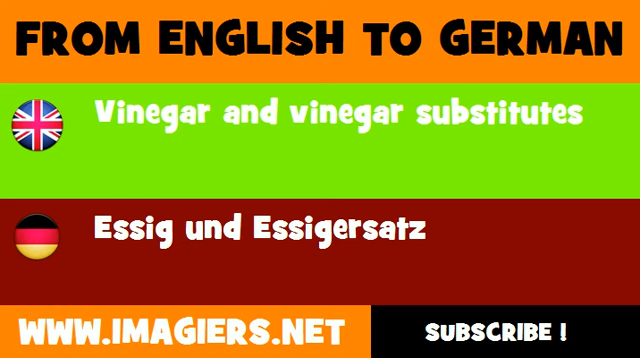 FROM ENGLISH TO GERMAN
Vinegar and vinegar substitutes
Essig und Essigersatz
WWW.IMAGIERS.NET
SUBSCRIBE !